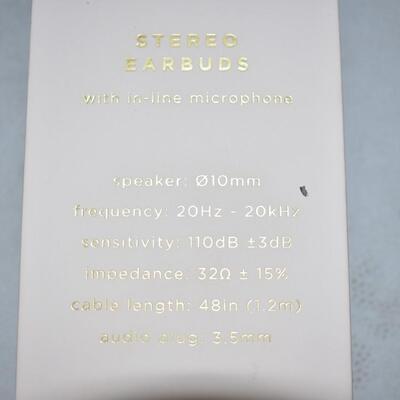 STEREO
EARBUDS
with in-line microphone
speaker: Ø10mm
frequency: 20Hz - 20kHz
sensitivity: 110dB ±3dB
impedance: 32Ω ± 15%
cable length: 48in (1.2m)
audio plug: 3.5mm